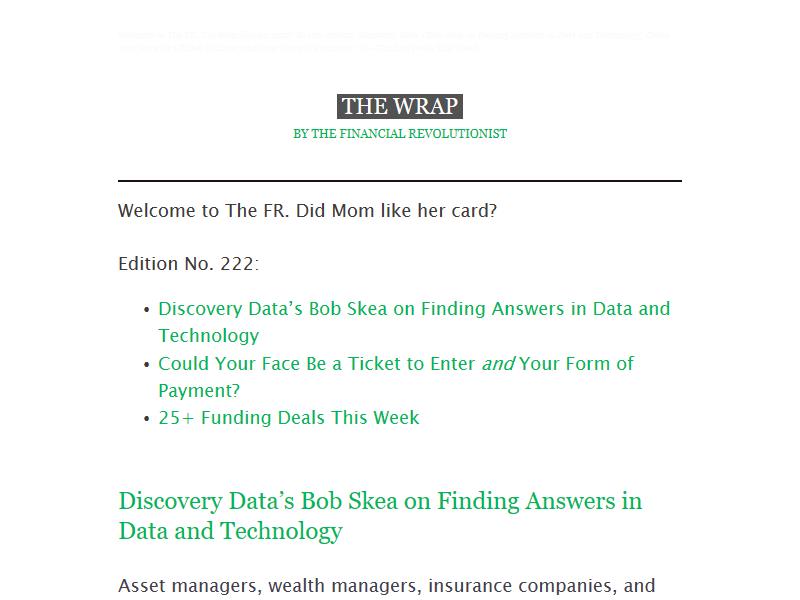 THE WRAP
BY THE FINANCIAL REVOLUTIONIST
Welcome to The FR. Did Mom like her card?
Edition No. 222:
• Discovery Data’s Bob Skea on Finding Answers in Data and
Technology
• Could Your Face Be a Ticket to Enter and Your Form of
Payment?
• 25+ Funding Deals This Week
Discovery Data’s Bob Skea on Finding Answers in
Data and Technology
Asset managers, wealth managers, insurance companies, and